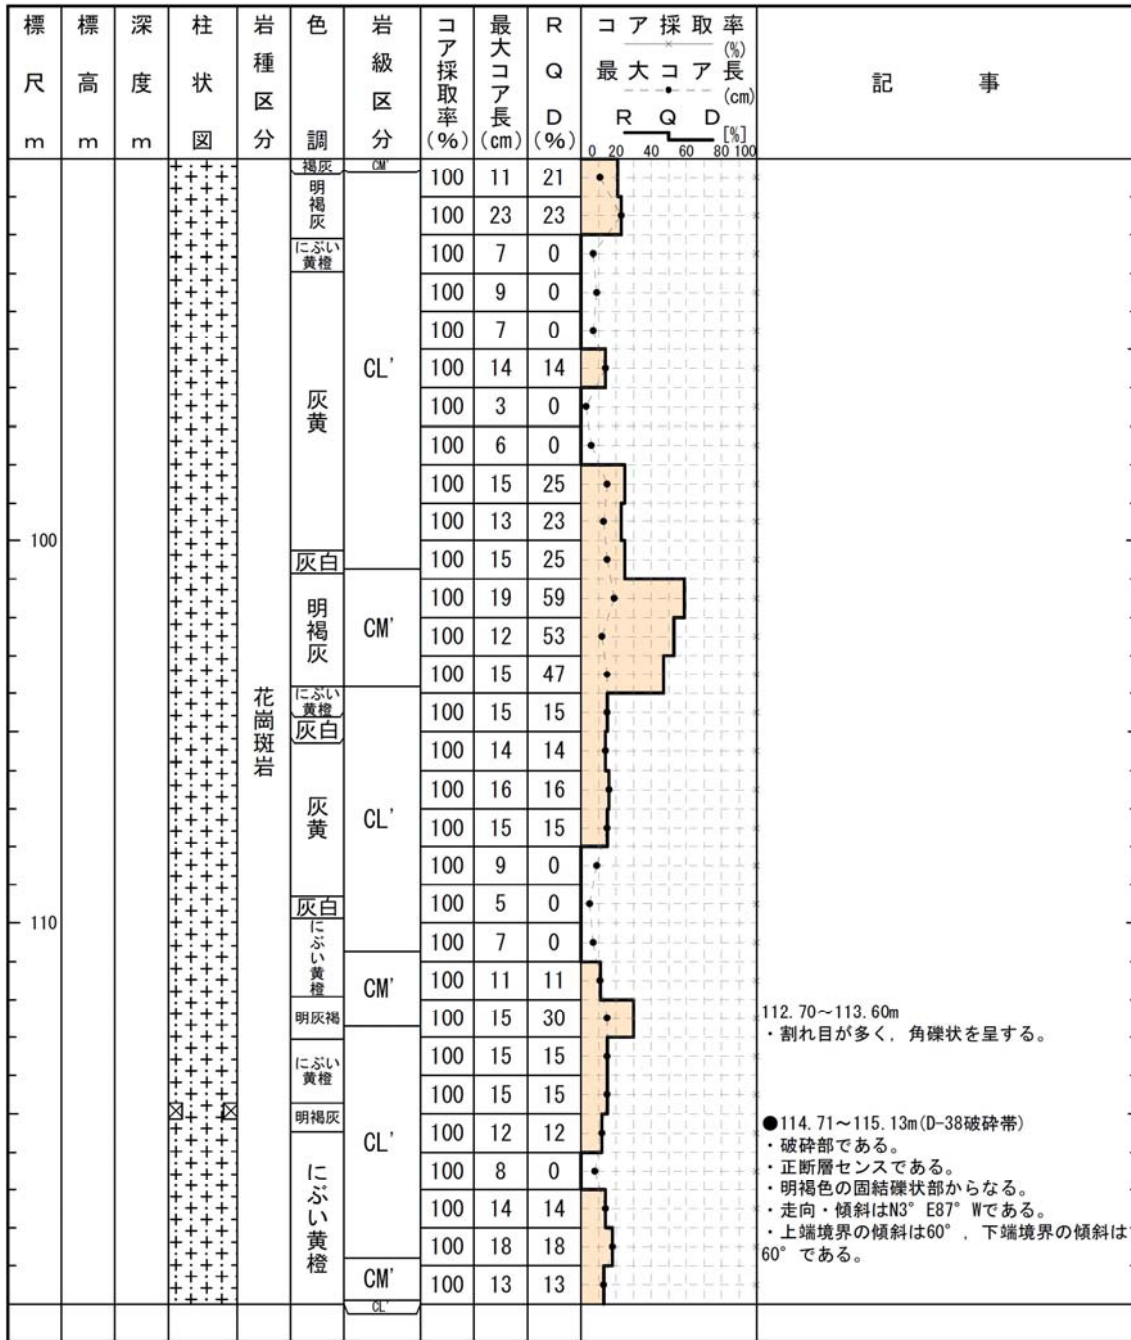 標尺 m 標高 m 深度 m 柱状図 岩種区分 色調 岩級区分 コア採取率(%) 最大コア長(cm) RQD(%)
コア採取率
(%)
最大コア長
(cm)
RQD
[%]
0 20 40 60 80 100
記事
褐灰 CM'
100 11 21
明褐灰
100 23 23
にぶい
黄橙
100 7 0
100 9 0
100 7 0
CL'
100 14 14
灰黄
100 3 0
100 6 0
100 15 25
100 13 23
100
灰白
100 15 25
100 19 59
明褐灰
CM'
100 12 53
100 15 47
花崗斑岩
にぶい
黄橙
100 15 15
灰白
100 14 14
100 16 16
灰黄
CL'
100 15 15
100 9 0
灰白
100 5 0
110
にぶい黄橙
100 7 0
CM'
100 11 11
明灰褐
100 15 30
112.70～113.60m
・割れ目が多く，角礫状を呈する。
にぶい
黄橙
100 15 15
100 15 15
明褐灰
CL'
100 12 12
●114.71～115.13m(D-38破砕帯)
・破砕部である。
・正断層センスである。
・明褐色の固結礫状部からなる。
・走向・傾斜はN3°E87°Wである。
・上端境界の傾斜は60°，下端境界の傾斜は
60°である。
にぶい黄橙
100 8 0
100 14 14
100 18 18
CM'
100 13 13
CL'